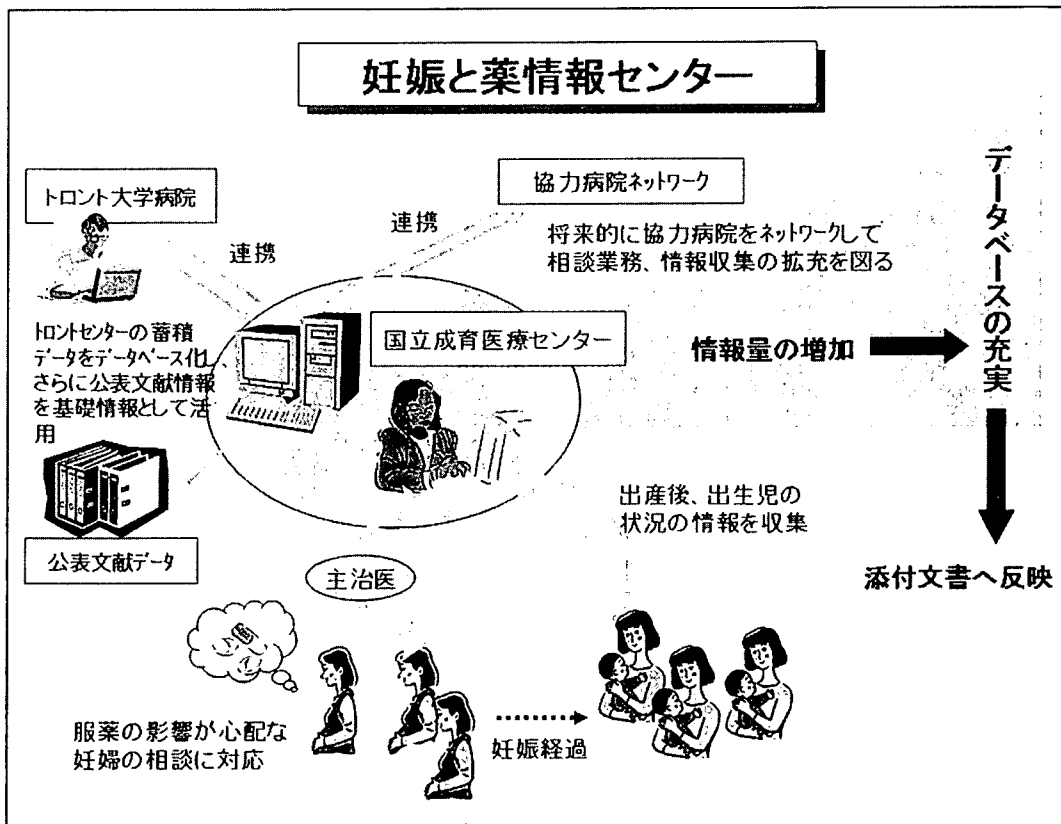 妊娠と薬情報センター
トロント大学病院
協力病院ネットワーク
連携
連携
将来的に協力病院をネットワークして
相談業務、情報収集の拡充を図る
国立成育医療センター
トロントセンターの蓄積
データをデータベース化
さらに公表文献情報
を基礎情報として活
用
情報量の増加
データベースの充実
公表文献データ
出産後、出生児の
状況の情報を収集
主治医
添付文書へ反映
服薬の影響が心配な
妊婦の相談に対応
妊娠経過